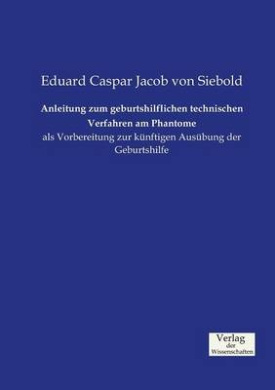 Eduard Caspar Jacob von Siebold
Anleitung zum geburtshilflichen technischen
Verfahren am Phantome
als Vorbereitung zur künftigen Ausübung der
Geburtshilfe
Verlag
der
Wissenschaften